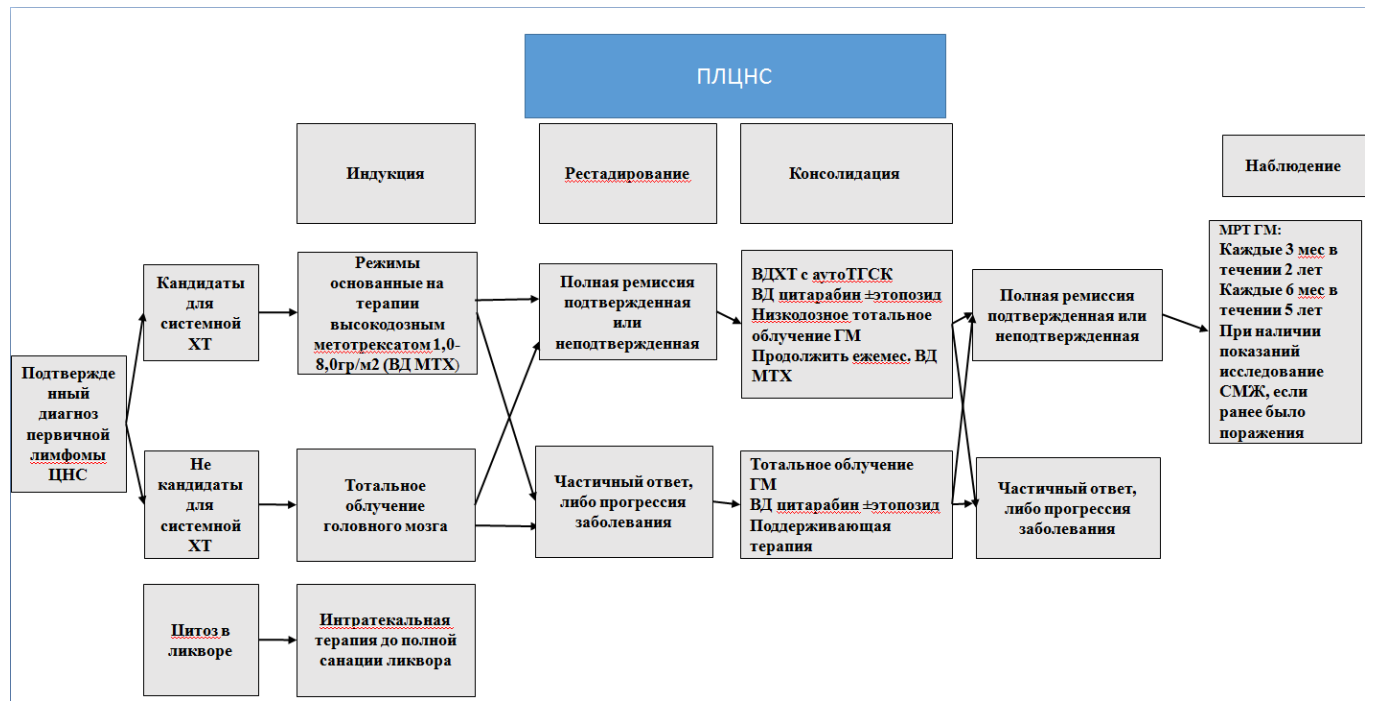 ПЛЦНС
Индукция
Рестадирование
Консолидация
Наблюдение
Подтвержде
нный
диагноз
первичной
лимфомы
ЦНС
Кандидаты
для
системной
ХТ
Режимы
основанные на
терапии
высокодозным
метотрексатом 1,0-
8,0гр/м2 (ВД МТХ)
Полная ремиссия
подтвержденная
или
неподтвержденная
ВДХТ с аутоТГСК
ВД цитарабин ±этопозид
Низкодозное тотальное
облучение ГМ
Продолжить ежемес. ВД
МТХ
Полная ремиссия
подтвержденная или
неподтвержденная
МРТ ГМ:
Каждые 3 мес в
течении 2 лет
Каждые 6 мес в
течении 5 лет
При наличии
показаний
исследование
СМЖ, если
ранее было
поражения
Не
кандидаты
для
системной
ХТ
Тотальное
облучение
головного мозга
Частичный ответ,
либо прогрессия
заболевания
Тотальное облучение
ГМ
ВД цитарабин ±этопозид
Поддерживающая
терапия
Частичный ответ,
либо прогрессия
заболевания
Цитоз в
ликворе
Интратекальная
терапия до полной
санации ликвора